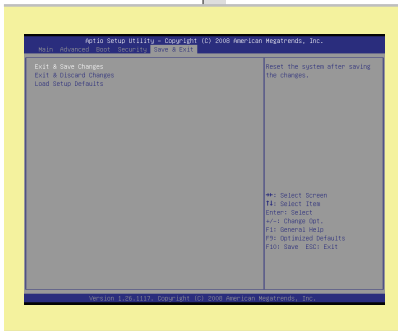 Aptio Setup Utility - Copyright (C) 2008 American Megatrends, Inc.
Main Advanced Boot Security Save & Exit
Exit & Save Changes
Exit & Discard Changes
Load Setup Defaults
Reset the system after saving
the changes.
→←: Select Screen
↑↓: Select Item
Enter: Select
+/-: Change Opt.
F1: General Help
F9: Optimized Defaults
F10: Save ESC: Exit
Version 1.26.1117. Copyright (C) 2008 American Megatrends, Inc.